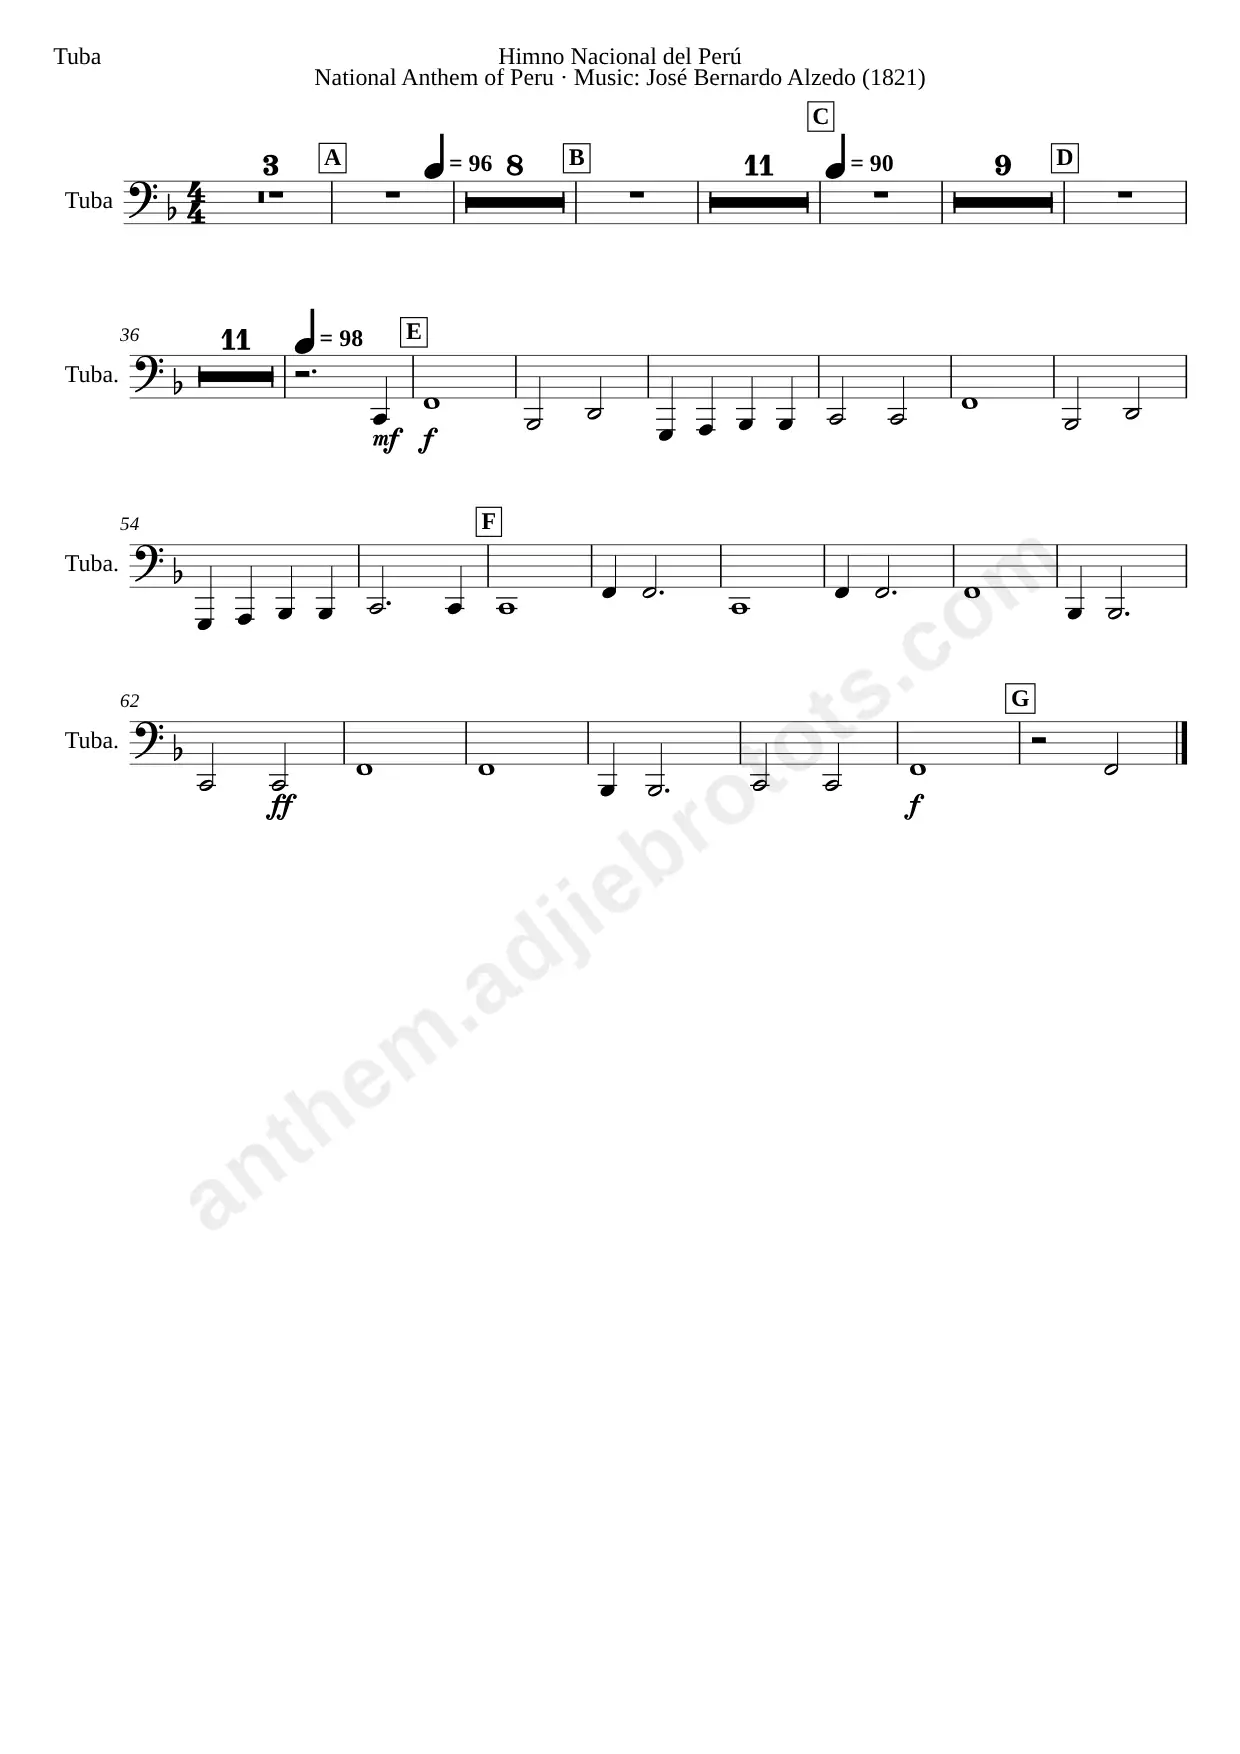 Tuba
Himno Nacional del Perú
National Anthem of Peru · Music: José Bernardo Alzedo (1821)
C
3 A = 96 8 B 11 = 90 9 D
Tuba
36 11 = 98 E
Tuba.
mf f
54 F
Tuba.
62 G
Tuba.
ff f
anthem.adjiebrotots.com